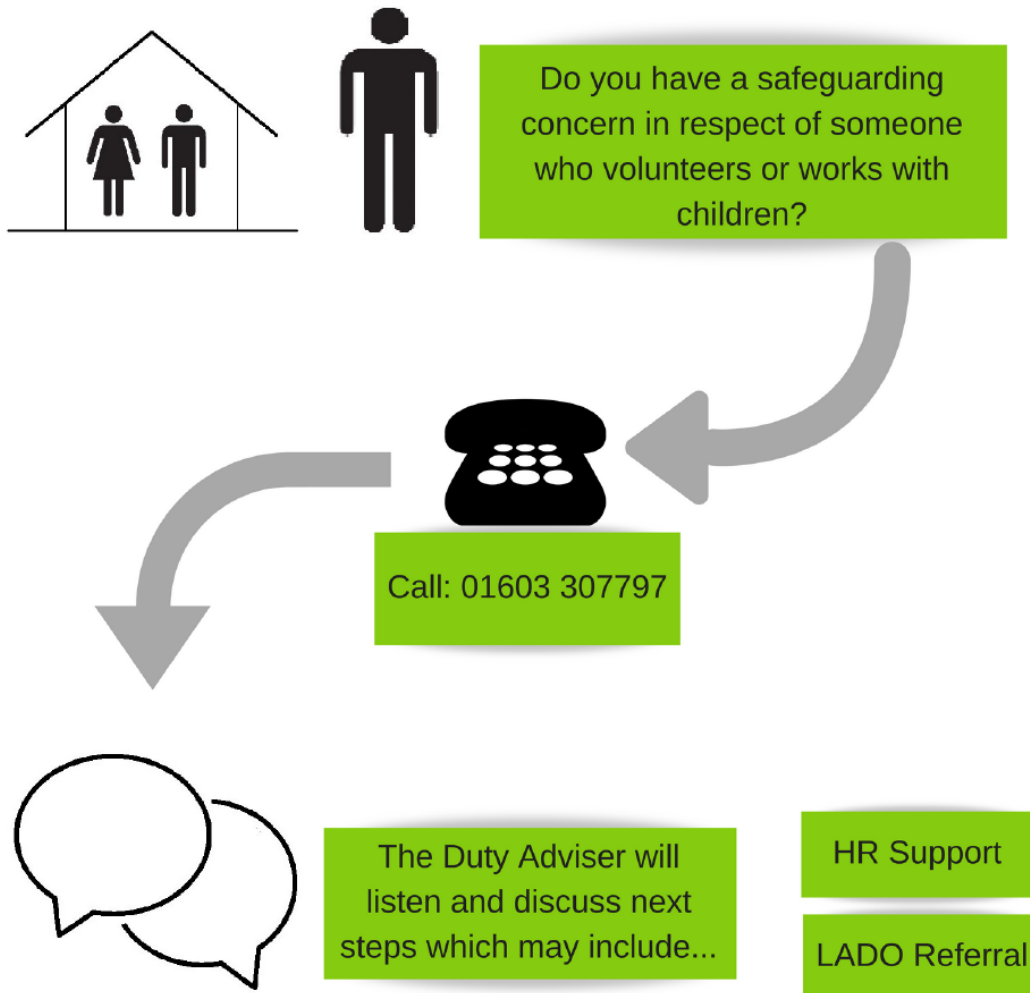 Do you have a safeguarding
concern in respect of someone
who volunteers or works with
children?
Call: 01603 307797
The Duty Adviser will
listen and discuss next
steps which may include...
HR Support
LADO Referral